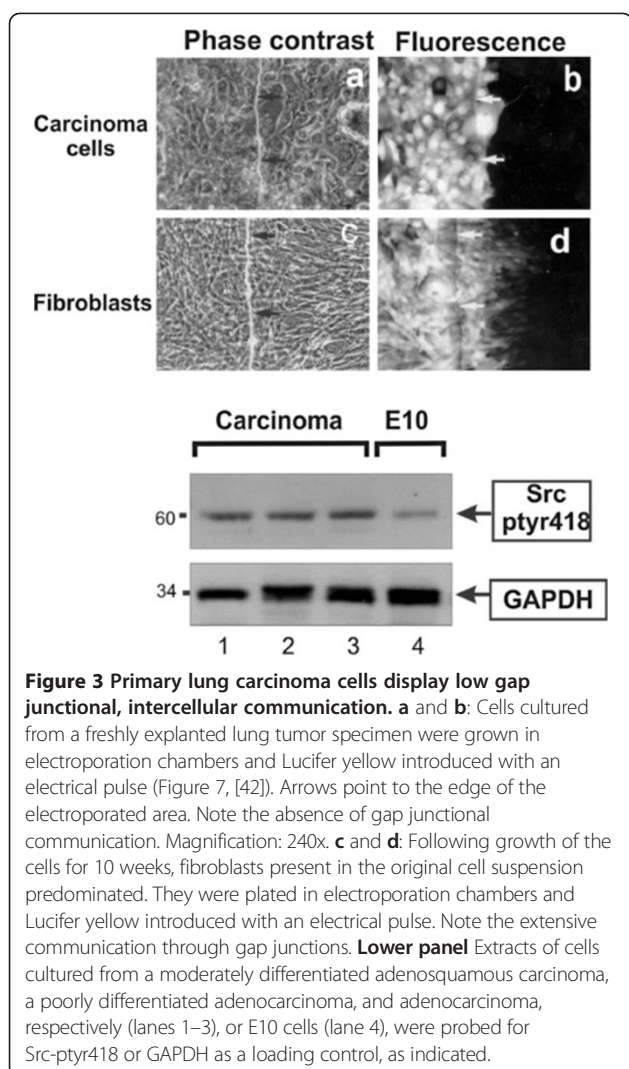 Phase contrast Fluorescence
a b
Carcinoma
cells
c d
Fibroblasts
Carcinoma E10
60 Src
ptyr418
34 GAPDH
1 2 3 4
Figure 3 Primary lung carcinoma cells display low gap
junctional, intercellular communication. a and b: Cells cultured
from a freshly explanted lung tumor specimen were grown in
electroporation chambers and Lucifer yellow introduced with an
electrical pulse (Figure 7, [42]). Arrows point to the edge of the
electroporated area. Note the absence of gap junctional
communication. Magnification: 240x. c and d: Following growth of the
cells for 10 weeks, fibroblasts present in the original cell suspension
predominated. They were plated in electroporation chambers and
Lucifer yellow introduced with an electrical pulse. Note the extensive
communication through gap junctions. Lower panel Extracts of cells
cultured from a moderately differentiated adenosquamous carcinoma,
a poorly differentiated adenocarcinoma, and adenocarcinoma,
respectively (lanes 1–3), or E10 cells (lane 4), were probed for
Src-ptyr418 or GAPDH as a loading control, as indicated.